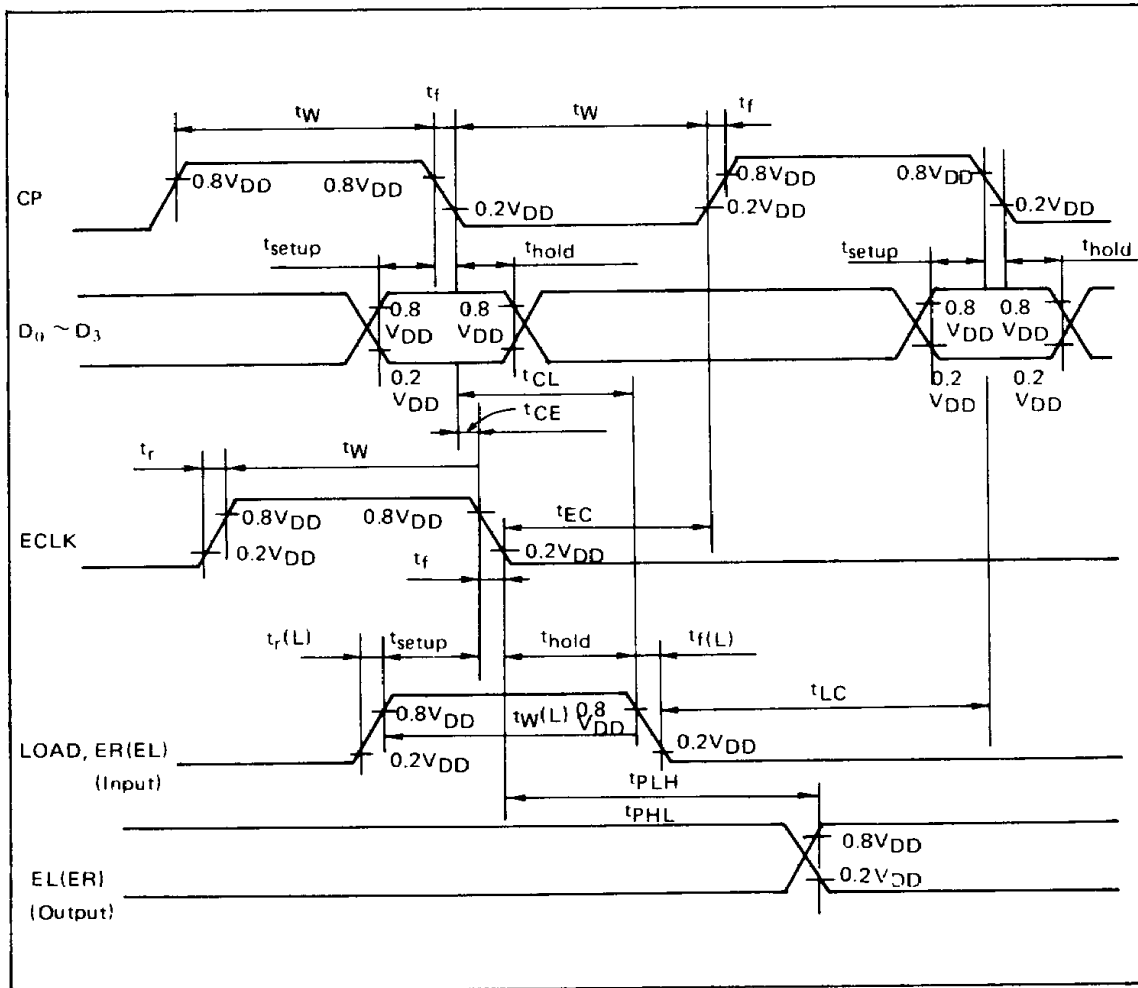 tW tf tW tf
CP 0.8VDD 0.8VDD 0.2VDD 0.2VDD 0.8VDD 0.8VDD 0.2VDD
tsetup thold tsetup thold
D0 ~ D3 0.8 VDD 0.8 VDD 0.8 VDD 0.8 VDD
0.2 VDD 0.2 VDD 0.2 VDD
tCL
tCE
tr tW
ECLK 0.2VDD 0.8VDD 0.8VDD 0.2VDD
tEC
tf
tr(L) tsetup thold tf(L)
tLC
LOAD, ER(EL) 0.2VDD 0.8VDD tW(L) 0.8 VDD 0.2VDD
(Input)
tPLH
tPHL
EL(ER) 0.8VDD
(Output) 0.2VDD